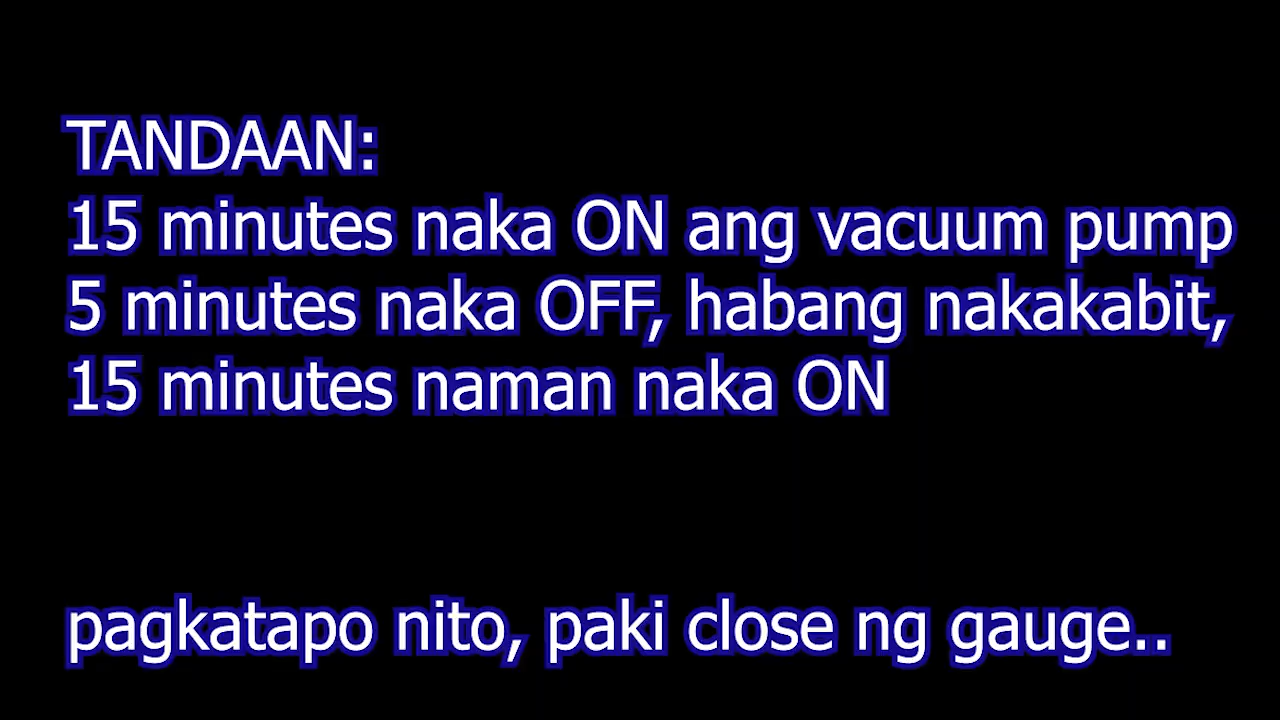 TANDAAN:
15 minutes naka ON ang vacuum pump
5 minutes naka OFF, habang nakakabit,
15 minutes naman naka ON
pagkatapo nito, paki close ng gauge..